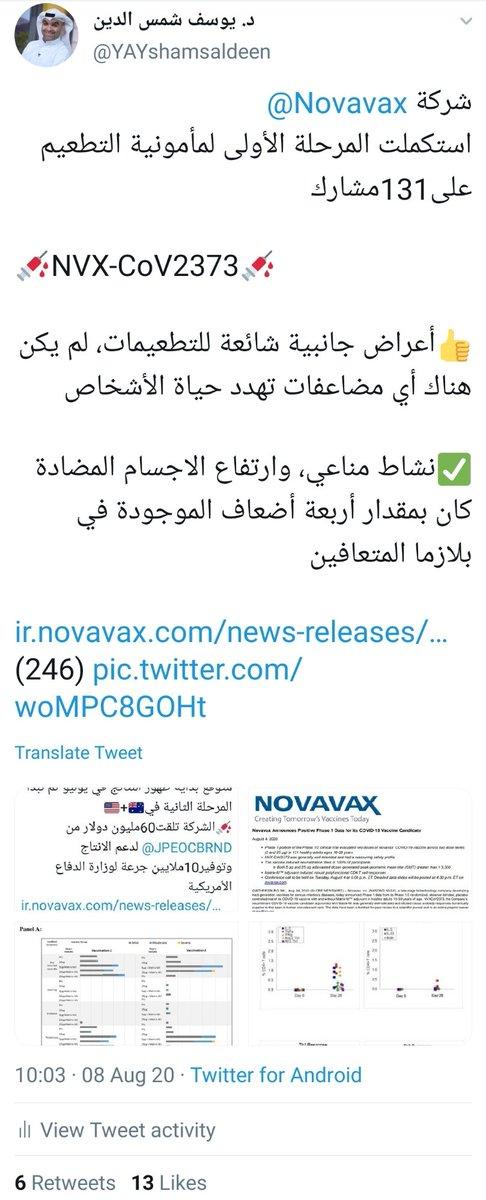 د. يوسف شمس الدين
@YAYshamsaldeen
شركة @Novavax
استكملت المرحلة الأولى لمأمونية التطعيم
على131مشارك
💉NVX-CoV2373💉
👍أعراض جانبية شائعة للتطعيمات، لم يكن
هناك أي مضاعفات تهدد حياة الأشخاص
✅نشاط مناعي، وارتفاع الاجسام المضادة
كان بمقدار أربعة أضعاف الموجودة في
بلازما المتعافين
ir.novavax.com/news-releases/…
(246) pic.twitter.com/
woMPC8GOHt
Translate Tweet
المرحلة الثانية في🇦🇺+🇺🇸
💉الشركة تلقت60مليون دولار من
@JPEOCBRND لدعم الانتاج
وتوفير10ملايين جرعة لوزارة الدفاع
الأمريكية
ir.novavax.com/news-releases/…
NOVAVAX
Creating Tomorrow's Vaccines Today
Novavax Announces Positive Phase 1 Data for its COVID-19 Vaccine Candidate
August 4, 2020
Panel A:
Day 0
Day 28
Day 0
Day 28
10:03 · 08 Aug 20 · Twitter for Android
View Tweet activity
6 Retweets 13 Likes